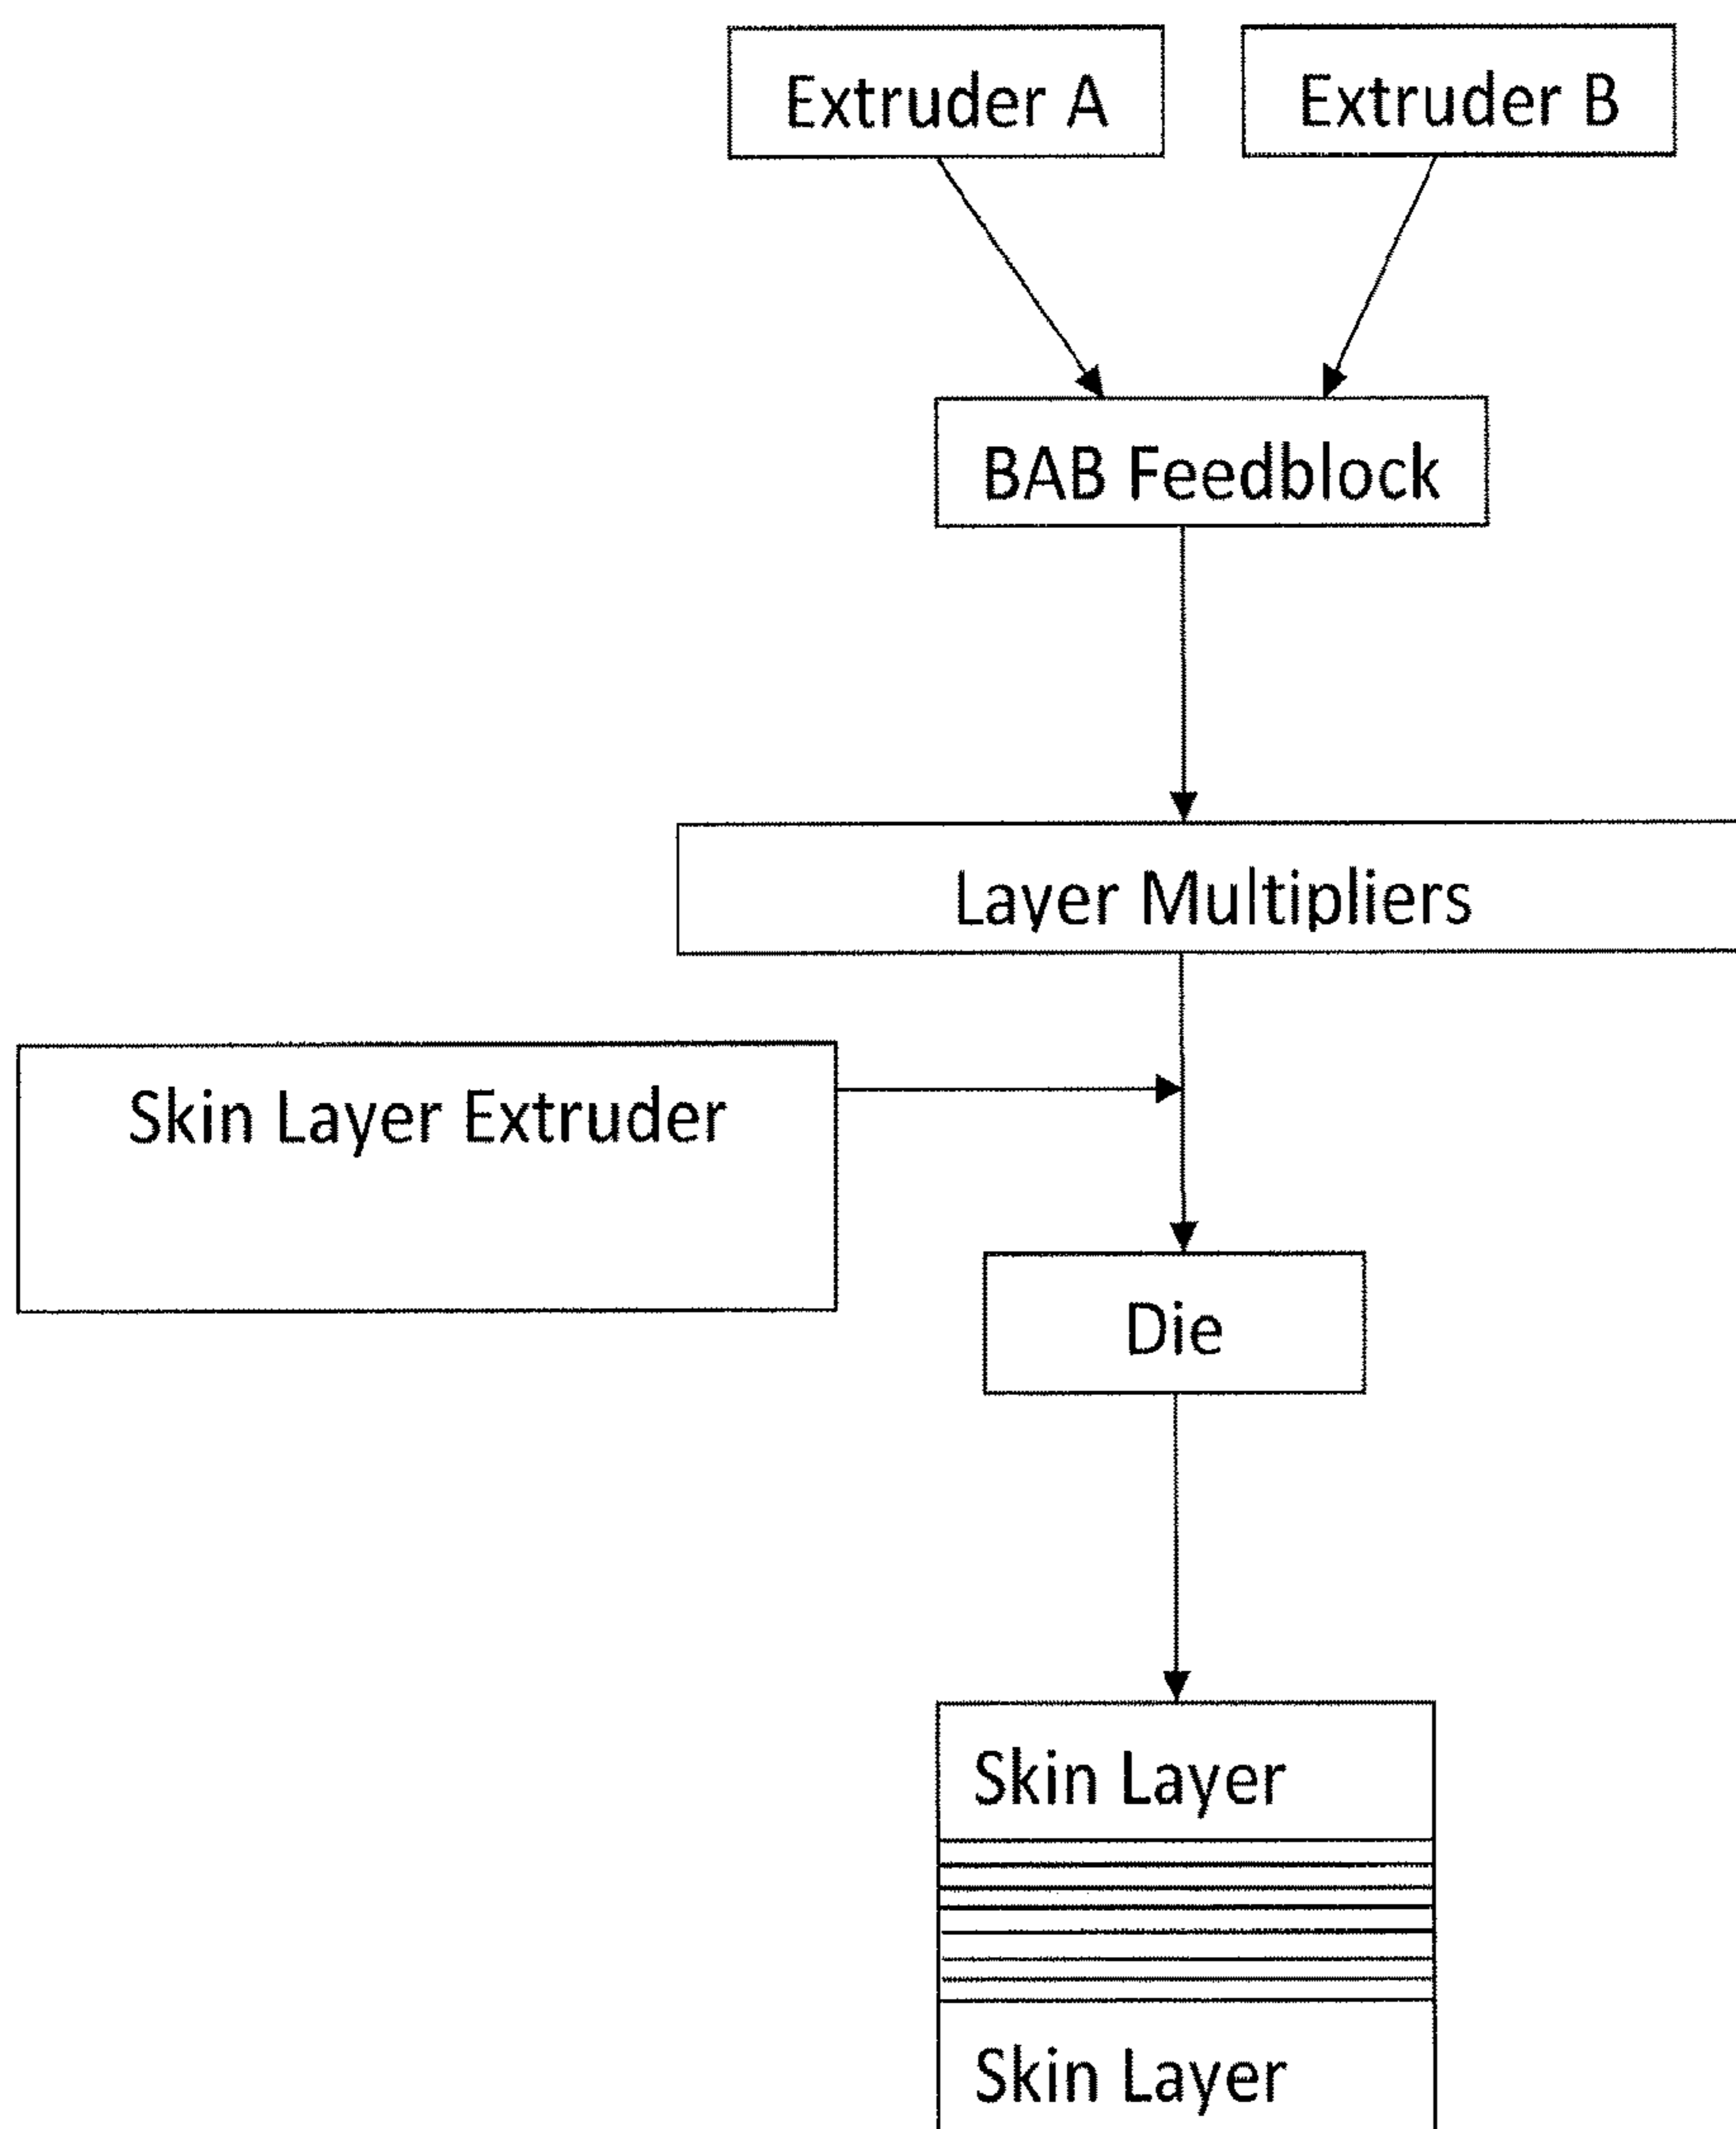 Extruder A
Extruder B
BAB Feedblock
Layer Multipliers
Skin Layer Extruder
Die
Skin Layer
Skin Layer